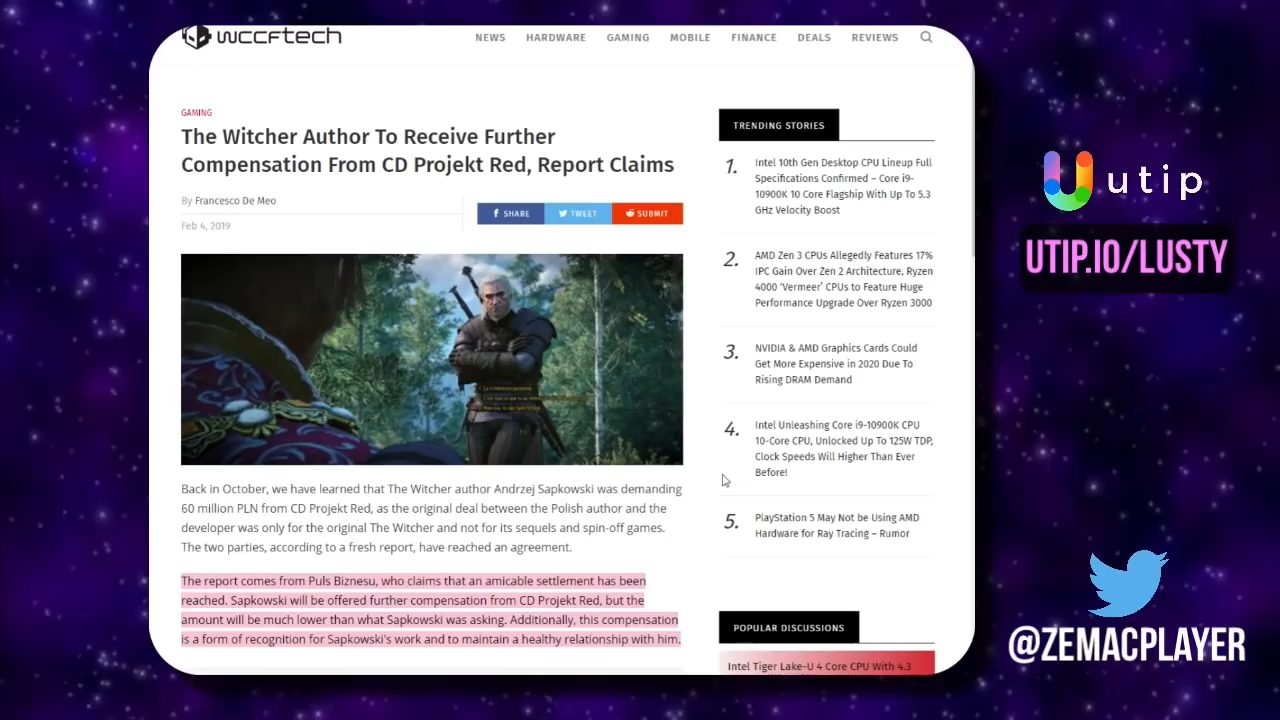 wccftech
NEWS HARDWARE GAMING MOBILE FINANCE DEALS REVIEWS
GAMING
The Witcher Author To Receive Further
Compensation From CD Projekt Red, Report Claims
By Francesco De Meo
Feb 4, 2019
SHARE TWEET SUBMIT
Back in October, we have learned that The Witcher author Andrzej Sapkowski was demanding
60 million PLN from CD Projekt Red, as the original deal between the Polish author and the
developer was only for the original The Witcher and not for its sequels and spin-off games.
The two parties, according to a fresh report, have reached an agreement.
The report comes from Puls Biznesu, who claims that an amicable settlement has been
reached. Sapkowski will be offered further compensation from CD Projekt Red, but the
amount will be much lower than what Sapkowski was asking. Additionally, this compensation
is a form of recognition for Sapkowski's work and to maintain a healthy relationship with him.
TRENDING STORIES
1. Intel 10th Gen Desktop CPU Lineup Full
Specifications Confirmed – Core i9-
10900K 10 Core Flagship With Up To 5.3
GHz Velocity Boost
2. AMD Zen 3 CPUs Allegedly Features 17%
IPC Gain Over Zen 2 Architecture, Ryzen
4000 ‘Vermeer’ CPUs to Feature Huge
Performance Upgrade Over Ryzen 3000
3. NVIDIA & AMD Graphics Cards Could
Get More Expensive in 2020 Due To
Rising DRAM Demand
4. Intel Unleashing Core i9-10900K CPU
10-Core CPU, Unlocked Up To 125W TDP,
Clock Speeds Will Higher Than Ever
Before!
5. PlayStation 5 May Not be Using AMD
Hardware for Ray Tracing – Rumor
POPULAR DISCUSSIONS
Intel Tiger Lake-U 4 Core CPU With 4.3
utip
UTIP.IO/LUSTY
@ZEMACPLAYER